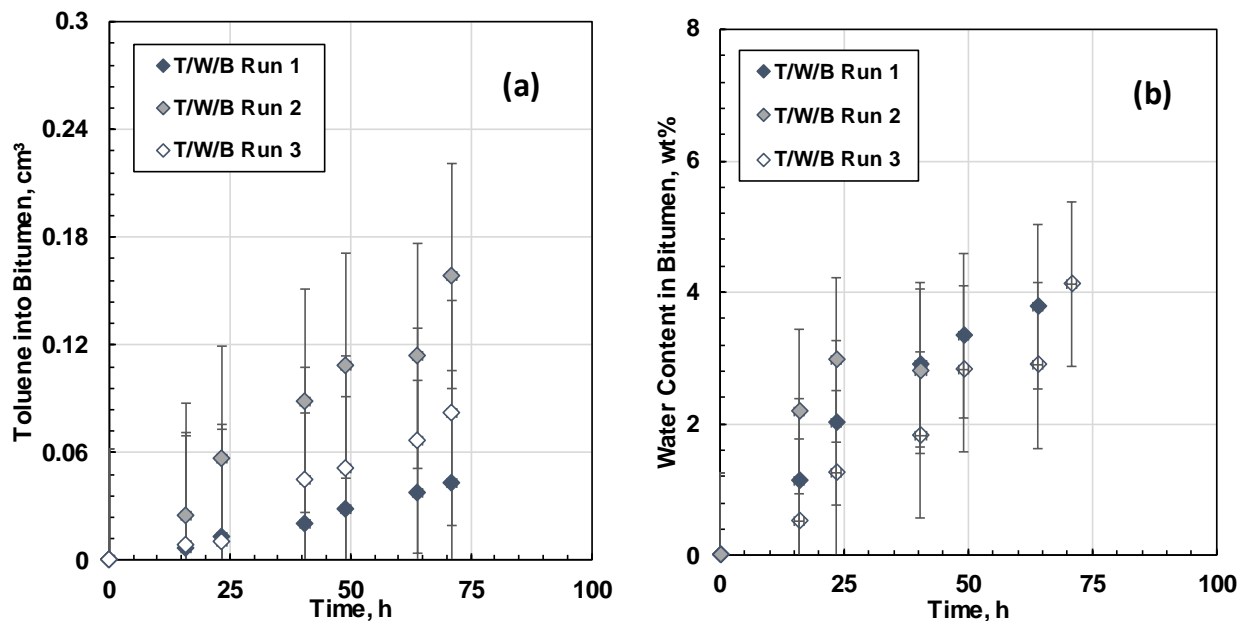 0.3
0.24
0.18
0.12
0.06
0
Toluene into Bitumen, cm³
T/W/B Run 1
T/W/B Run 2
T/W/B Run 3
(a)
0 25 50 75 100
Time, h
8
6
4
2
0
Water Content in Bitumen, wt%
T/W/B Run 1
T/W/B Run 2
T/W/B Run 3
(b)
0 25 50 75 100
Time, h